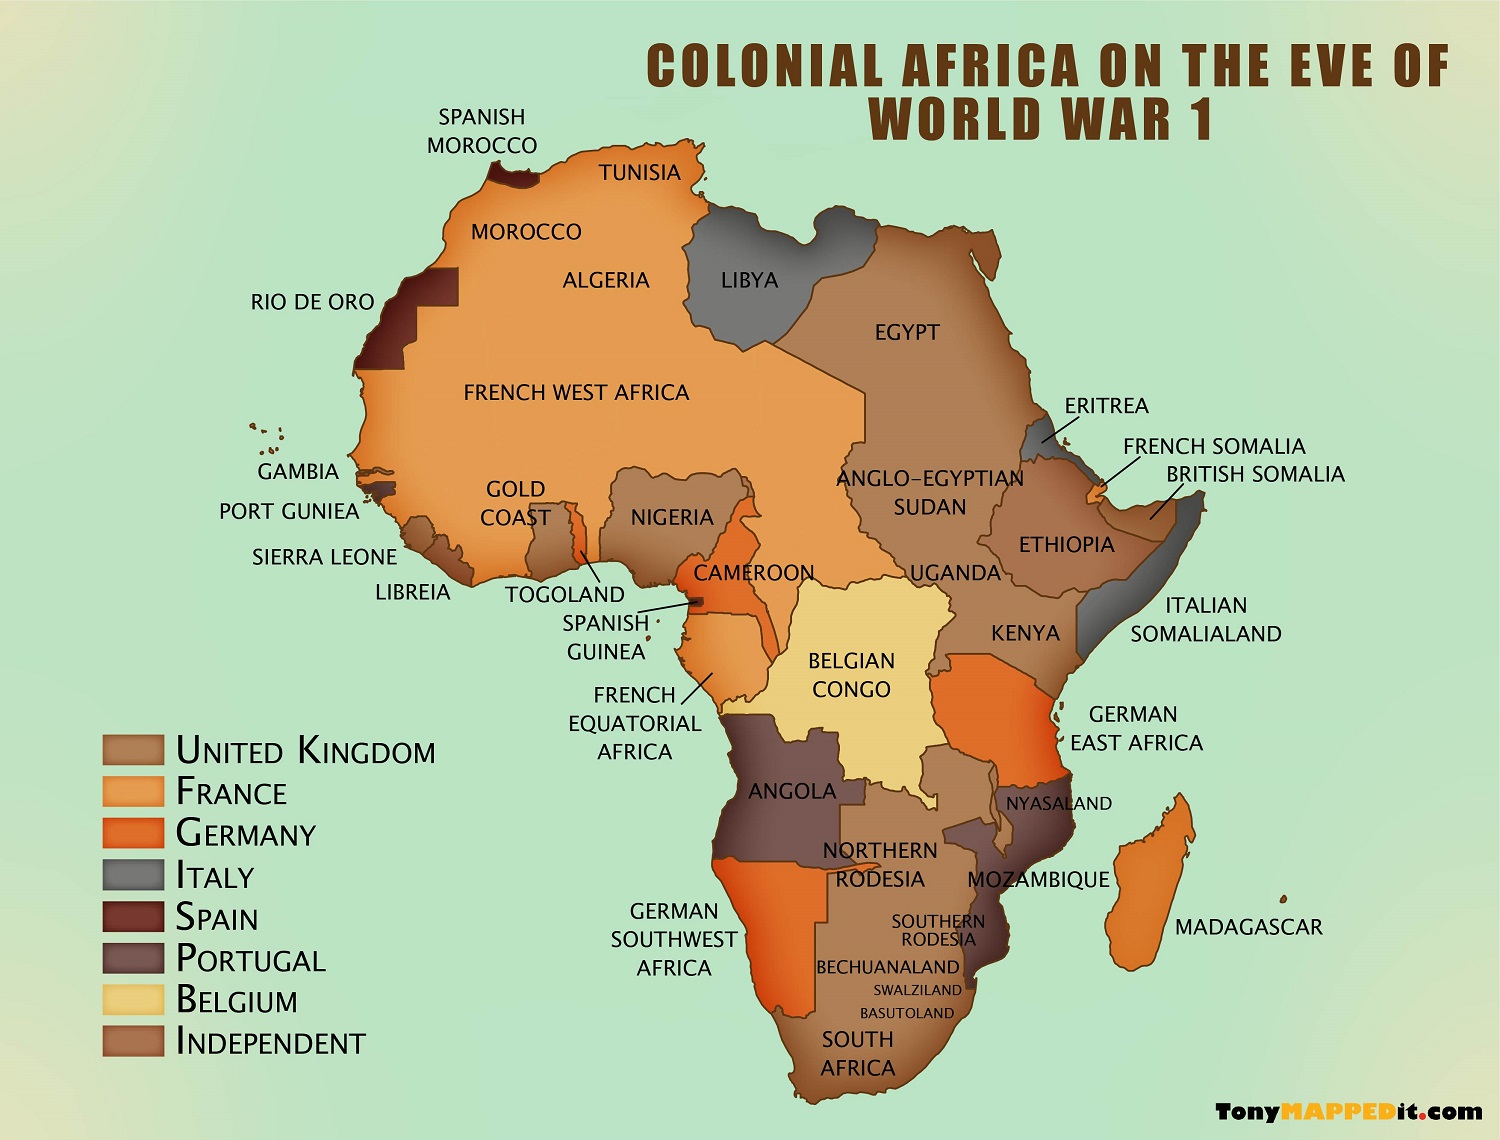 COLONIAL AFRICA ON THE EVE OF
WORLD WAR 1
SPANISH
MOROCCO
TUNISIA
MOROCCO
ALGERIA
LIBYA
RIO DE ORO
EGYPT
FRENCH WEST AFRICA
ERITREA
FRENCH SOMALIA
BRITISH SOMALIA
GAMBIA
ANGLO-EGYPTIAN
SUDAN
GOLD
COAST
PORT GUNIEA
NIGERIA
ETHIOPIA
SIERRA LEONE
LIBREIA
TOGOLAND
CAMEROON
UGANDA
SPANISH
GUINEA
ITALIAN
SOMALIALAND
KENYA
BELGIAN
CONGO
FRENCH
EQUATORIAL
AFRICA
GERMAN
EAST AFRICA
ANGOLA
NYASALAND
NORTHERN
RODESIA
MOZAMBIQUE
GERMAN
SOUTHWEST
AFRICA
SOUTHERN
RODESIA
MADAGASCAR
BECHUANALAND
SWALZILAND
BASUTOLAND
SOUTH
AFRICA
UNITED KINGDOM
FRANCE
GERMANY
ITALY
SPAIN
PORTUGAL
BELGIUM
INDEPENDENT
TonyMAPPEDit.com